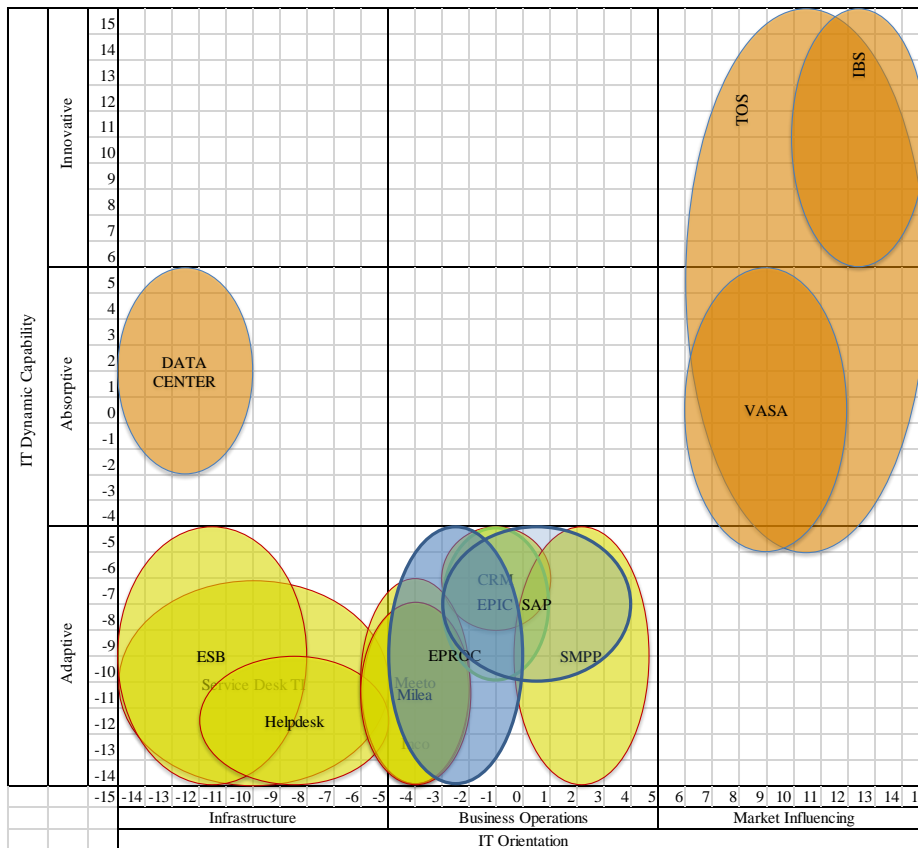 15
14
13
12
11
10
9
8
7
6
5
4
3
2
1
0
-1
-2
-3
-4
-5
-6
-7
-8
-9
-10
-11
-12
-13
-14
IT Dynamic Capability
Innovative
Absorptive
Adaptive
TOS
IBS
DATA
CENTER
VASA
CRM
EPIC
SAP
ESB
EPROC
SMPP
Service Desk TI
Meeto
Milea
Helpdesk
-15 -14 -13 -12 -11 -10 -9 -8 -7 -6 -5 -4 -3 -2 -1 0 1 2 3 4 5 6 7 8 9 10 11 12 13 14
Infrastructure
Business Operations
Market Influencing
IT Orientation